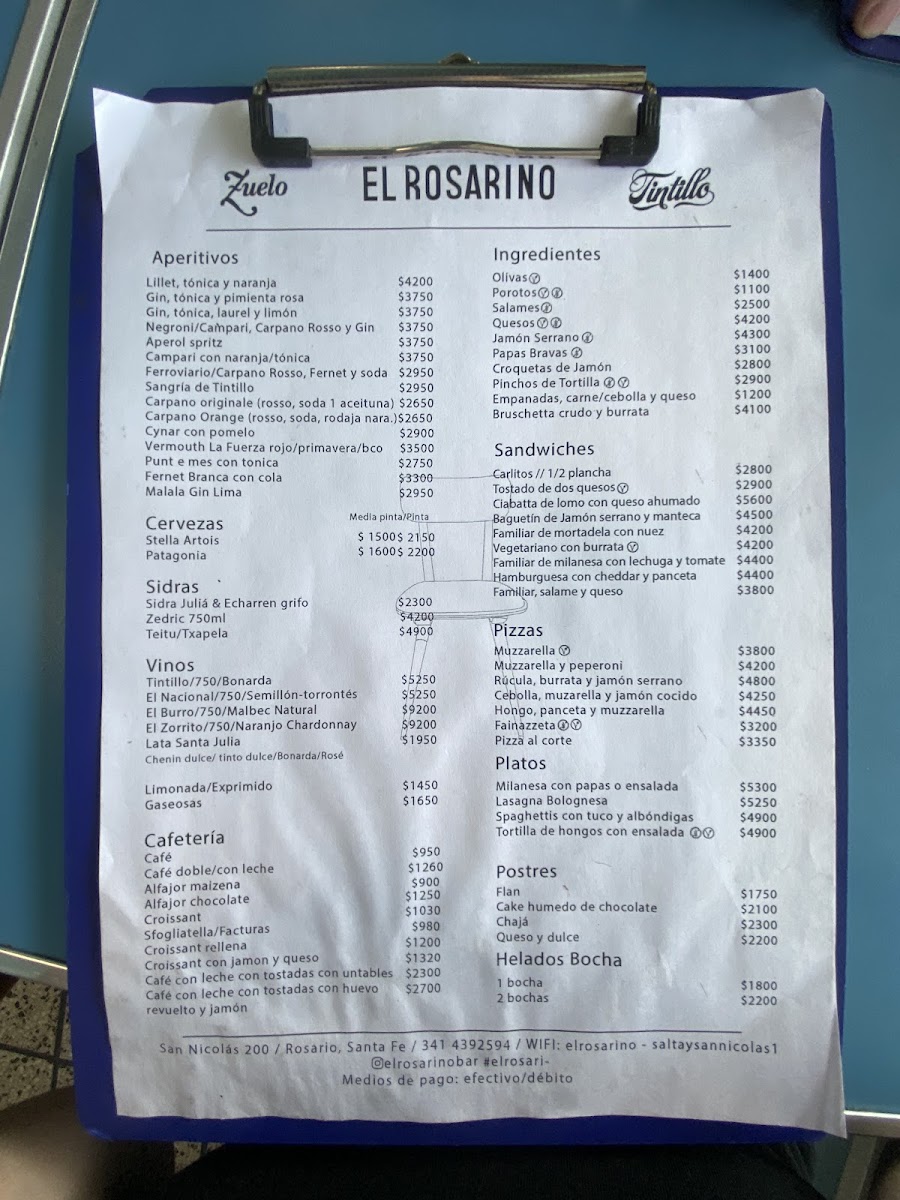 Zuelo
EL ROSARINO
Tintillo
Aperitivos
Lillet, tónica y naranja $4200
Gin, tónica y pimienta rosa $3750
Gin, tónica, laurel y limón $3750
Negroni/Campari, Carpano Rosso y Gin $3750
Aperol spritz $3750
Campari con naranja/tónica $3750
Ferroviario/Carpano Rosso, Fernet y soda $2950
Sangría de Tintillo $2950
Carpano originale (rosso, soda 1 aceituna) $2650
Carpano Orange (rosso, soda, rodaja nara.)$2650
Cynar con pomelo $2900
Vermouth La Fuerza rojo/primavera/bco $3500
Punt e mes con tonica $2750
Fernet Branca con cola $3300
Malala Gin Lima $2950
Cervezas Media pinta/Pinta
Stella Artois $ 1500$ 2150
Patagonia $ 1600$ 2200
Sidras
Sidra Juliá & Echarren grifo $2300
Zedric 750ml $4200
Teitu/Txapela $4900
Vinos
Tintillo/750/Bonarda $5250
El Nacional/750/Semillón-torrontés $5250
El Burro/750/Malbec Natural $9200
El Zorrito/750/Naranjo Chardonnay $9200
Lata Santa Julia $1950
Chenin dulce/ tinto dulce/Bonarda/Rosé
Limonada/Exprimido $1450
Gaseosas $1650
Cafetería
Café $950
Café doble/con leche $1260
Alfajor maizena $900
Alfajor chocolate $1250
Croissant $1030
Sfogliatella/Facturas $980
Croissant rellena $1200
Croissant con jamon y queso $1320
Café con leche con tostadas con untables $2300
Café con leche con tostadas con huevo $2700
revuelto y jamón
Ingredientes
Olivas V $1400
Porotos V $1100
Salames $2500
Quesos V $4200
Jamón Serrano $4300
Papas Bravas $3100
Croquetas de Jamón $2800
Pinchos de Tortilla V $2900
Empanadas, carne/cebolla y queso $1200
Bruschetta crudo y burrata $4100
Sandwiches
Carlitos // 1/2 plancha $2800
Tostado de dos quesos V $2900
Ciabatta de lomo con queso ahumado $5600
Baguetín de Jamón serrano y manteca $4500
Familiar de mortadela con nuez $4200
Vegetariano con burrata V $4200
Familiar de milanesa con lechuga y tomate $4400
Hamburguesa con cheddar y panceta $4400
Familiar, salame y queso $3800
Pizzas
Muzzarella V $3800
Muzzarella y peperoni $4200
Rúcula, burrata y jamón serrano $4800
Cebolla, muzarella y jamón cocido $4250
Hongo, panceta y muzzarella $4450
Fainazzeta V $3200
Pizza al corte $3350
Platos
Milanesa con papas o ensalada $5300
Lasagna Bolognesa $5250
Spaghettis con tuco y albóndigas $4900
Tortilla de hongos con ensalada V $4900
Postres
Flan $1750
Cake humedo de chocolate $2100
Chajá $2300
Queso y dulce $2200
Helados Bocha
1 bocha $1800
2 bochas $2200
San Nicolás 200 / Rosario, Santa Fe / 341 4392594 / WIFI: elrosarino - saltaysannicolas1
@elrosarinobar #elrosari-
Medios de pago: efectivo/débito